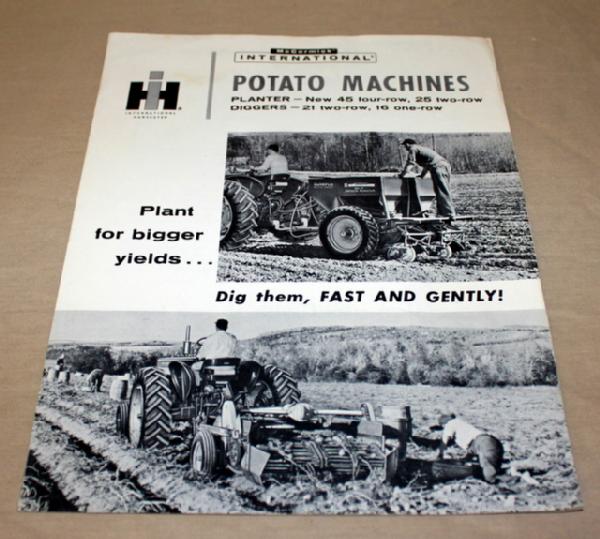 McCormick
INTERNATIONAL
IH
INTERNATIONAL
HARVESTER
POTATO MACHINES
PLANTER — New 45 four-row, 25 two-row
DIGGERS — 21 two-row, 16 one-row
Plant
for bigger
yields...
Dig them, FAST AND GENTLY!